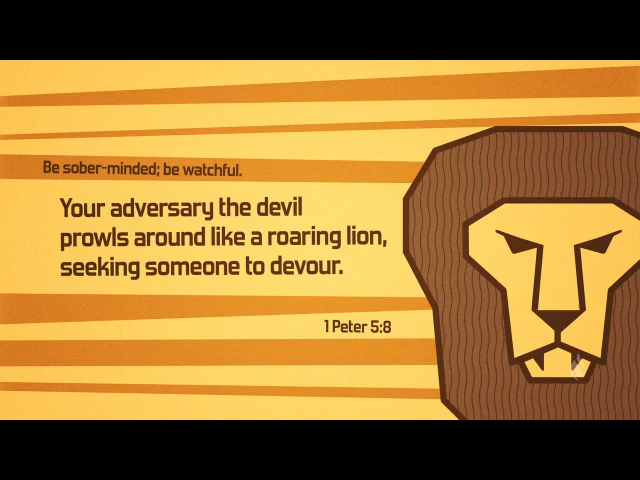 Be sober-minded; be watchful.
Your adversary the devil
prowls around like a roaring lion,
seeking someone to devour.
1 Peter 5:8